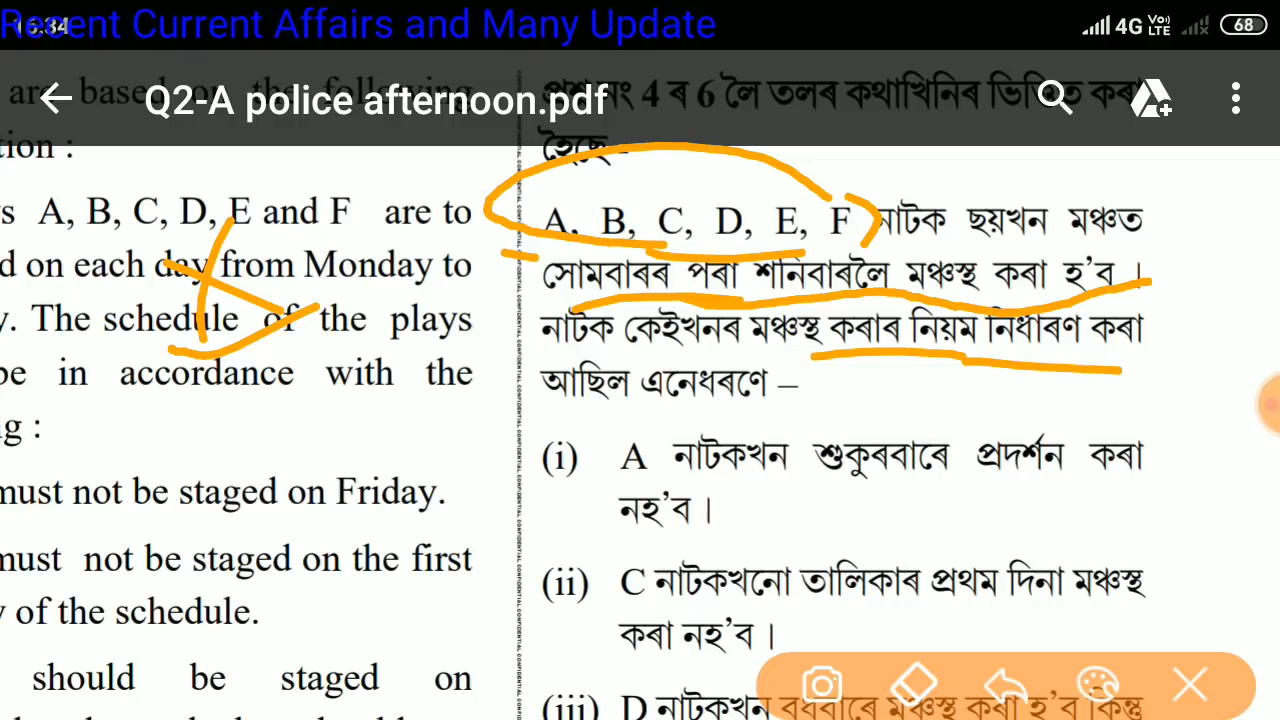 Recent Current Affairs and Many Update
16:34
4G VoLTE 68
Q2-A police afternoon.pdf
are based on the following
tion :
s A, B, C, D, E and F are to
d on each day from Monday to
y. The schedule of the plays
be in accordance with the
ng :
must not be staged on Friday.
must not be staged on the first
y of the schedule.
should be staged on
প্ৰশ্ন নং 4 ৰ 6 লৈ তলৰ কথাখিনিৰ ভিত্তিত কৰা
হৈছে –
A, B, C, D, E, F নাটক ছয়খন মঞ্চত
সোমবাৰৰ পৰা শনিবাৰলৈ মঞ্চস্থ কৰা হ’ব ।
নাটক কেইখনৰ মঞ্চস্থ কৰাৰ নিয়ম নিৰ্ধাৰণ কৰা
আছিল এনেধৰণে –
(i) A নাটকখন শুকুৰবাৰে প্ৰদৰ্শন কৰা
নহ’ব ।
(ii) C নাটকখনো তালিকাৰ প্ৰথম দিনা মঞ্চস্থ
কৰা নহ’ব ।
(iii) D নাটকখন বুধবাৰে মঞ্চস্থ কৰা হ’ব কিন্তু